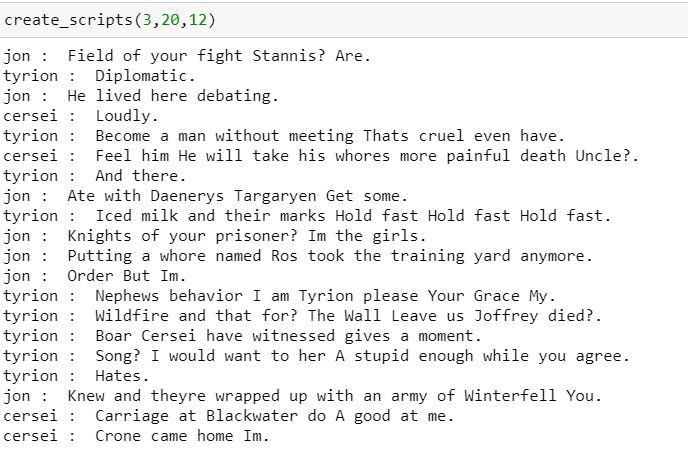 create_scripts(3,20,12)
jon :  Field of your fight Stannis? Are.
tyrion :  Diplomatic.
jon :  He lived here debating.
cersei :  Loudly.
tyrion :  Become a man without meeting Thats cruel even have.
cersei :  Feel him He will take his whores more painful death Uncle?.
tyrion :  And there.
jon :  Ate with Daenerys Targaryen Get some.
tyrion :  Iced milk and their marks Hold fast Hold fast Hold fast.
jon :  Knights of your prisoner? Im the girls.
jon :  Putting a whore named Ros took the training yard anymore.
jon :  Order But Im.
tyrion :  Nephews behavior I am Tyrion please Your Grace My.
tyrion :  Wildfire and that for? The Wall Leave us Joffrey died?.
tyrion :  Boar Cersei have witnessed gives a moment.
tyrion :  Song? I would want to her A stupid enough while you agree.
tyrion :  Hates.
jon :  Knew and theyre wrapped up with an army of Winterfell You.
cersei :  Carriage at Blackwater do A good at me.
cersei :  Crone came home Im.